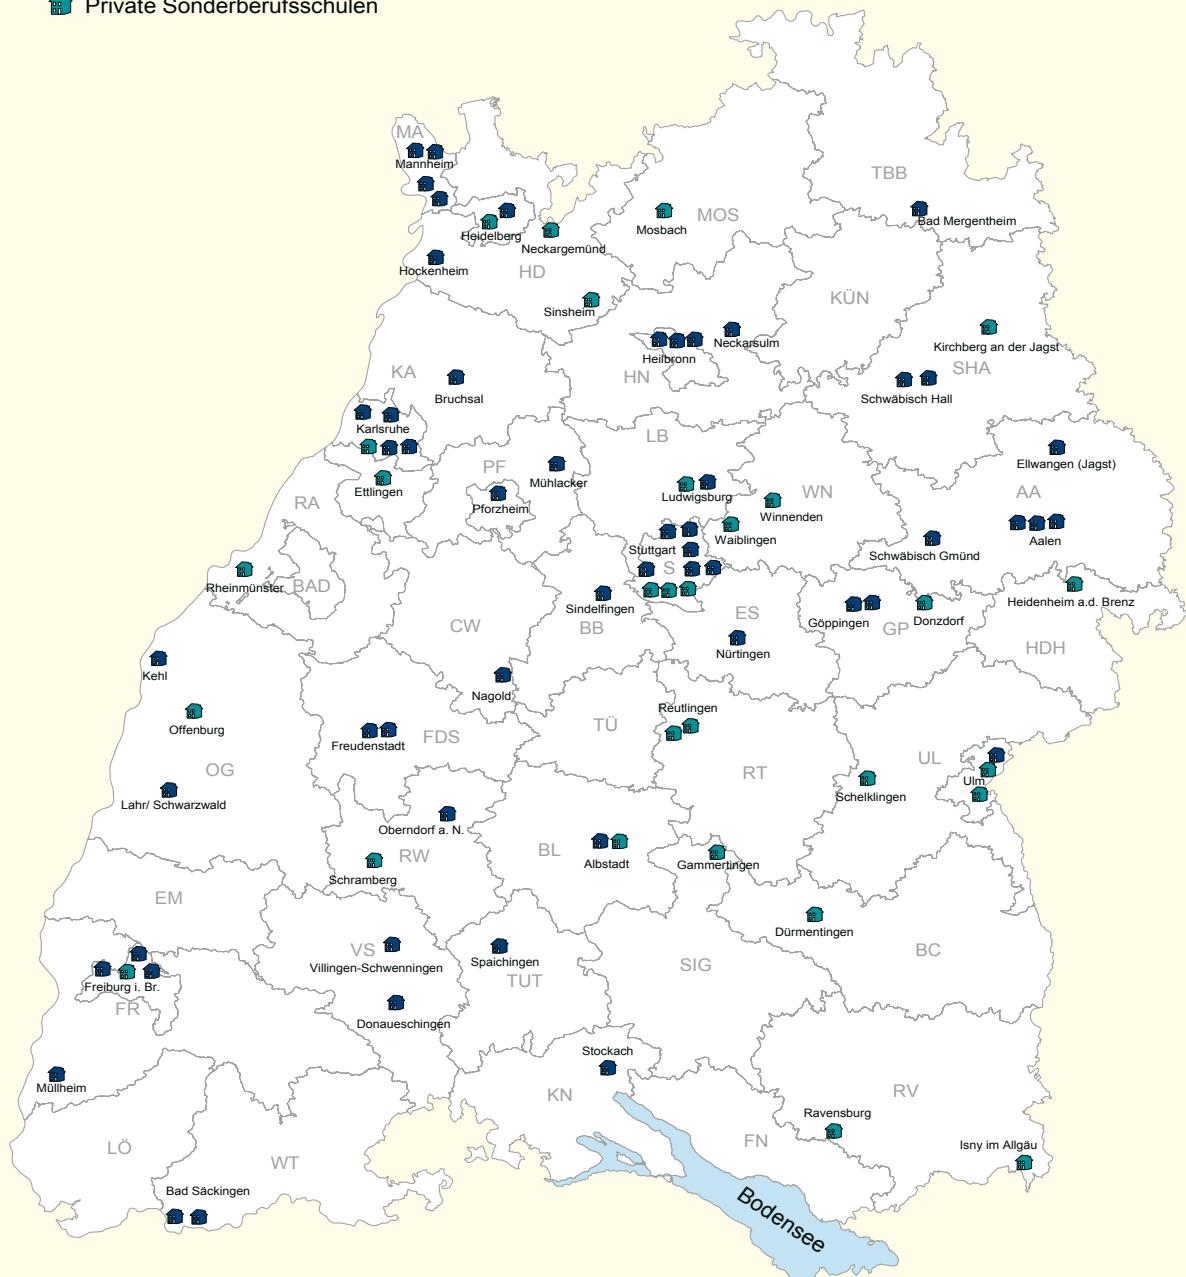 Private Sonderberufsschulen
MA
Mannheim
TBB
MOS
Mosbach
Bad Mergentheim
Heidelberg
Neckargemünd
Hockenheim
HD
Sinsheim
KÜN
Neckarsulm
Kirchberg an der Jagst
Heilbronn
SHA
KA
HN
Bruchsal
Schwäbisch Hall
Karlsruhe
LB
PF
Mühlacker
Ellwangen (Jagst)
Ettlingen
RA
Pforzheim
Ludwigsburg
WN
AA
Winnenden
Waiblingen
Aalen
Stuttgart
Schwäbisch Gmünd
S
Rheinmünster
BAD
Sindelfingen
ES
Heidenheim a.d. Brenz
CW
BB
Göppingen
GP
Donzdorf
Nürtingen
HDH
Kehl
Nagold
Reutlingen
Offenburg
TÜ
Freudenstadt
FDS
UL
OG
RT
Ulm
Lahr/ Schwarzwald
Schelklingen
Oberndorf a. N.
RW
BL
Albstadt
Gammertingen
Schramberg
EM
Dürmentingen
VS
BC
Villingen-Schwenningen
Spaichingen
SIG
TUT
Freiburg i. Br.
FR
Donaueschingen
Stockach
Müllheim
KN
RV
Ravensburg
LÖ
FN
Isny im Allgäu
WT
Bad Säckingen
Bodensee